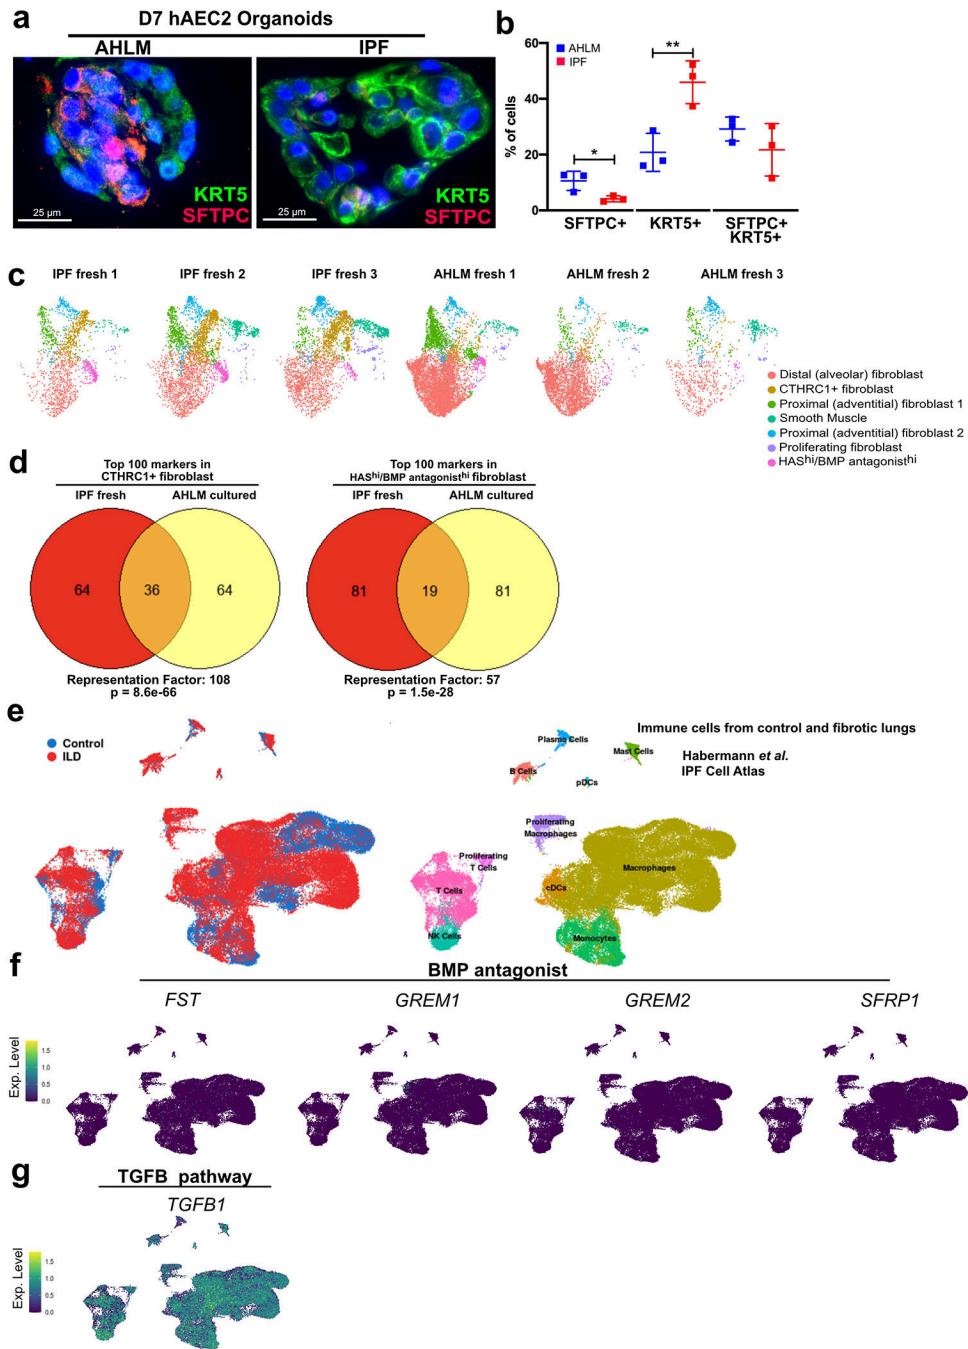 a
D7 hAEC2 Organoids
AHLM
IPF
KRT5
SFTPC
25 µm
KRT5
SFTPC
25 µm
b
% of cells
60
40
20
0
AHLM
IPF
*
**
SFTPC+
KRT5+
SFTPC+
KRT5+
c
IPF fresh 1
IPF fresh 2
IPF fresh 3
AHLM fresh 1
AHLM fresh 2
AHLM fresh 3
Distal (alveolar) fibroblast
CTHRC1+ fibroblast
Proximal (adventitial) fibroblast 1
Smooth Muscle
Proximal (adventitial) fibroblast 2
Proliferating fibroblast
HAShi/BMP antagonisthi
d
Top 100 markers in
CTHRC1+ fibroblast
IPF fresh
AHLM cultured
64
36
64
Representation Factor: 108
p = 8.6e-66
Top 100 markers in
HAShi/BMP antagonisthi fibroblast
IPF fresh
AHLM cultured
81
19
81
Representation Factor: 57
p = 1.5e-28
e
Control
ILD
Plasma Cells
Mast Cells
B Cells
pDCs
Immune cells from control and fibrotic lungs
Habermann et al.
IPF Cell Atlas
Proliferating
Macrophages
Proliferating
T Cells
T Cells
cDCs
Macrophages
NK Cells
Monocytes
f
BMP antagonist
FST
GREM1
GREM2
SFRP1
Exp. Level
1.5
1.0
0.5
0.0
g
TGFB pathway
TGFB1
Exp. Level
1.5
1.0
0.5
0.0